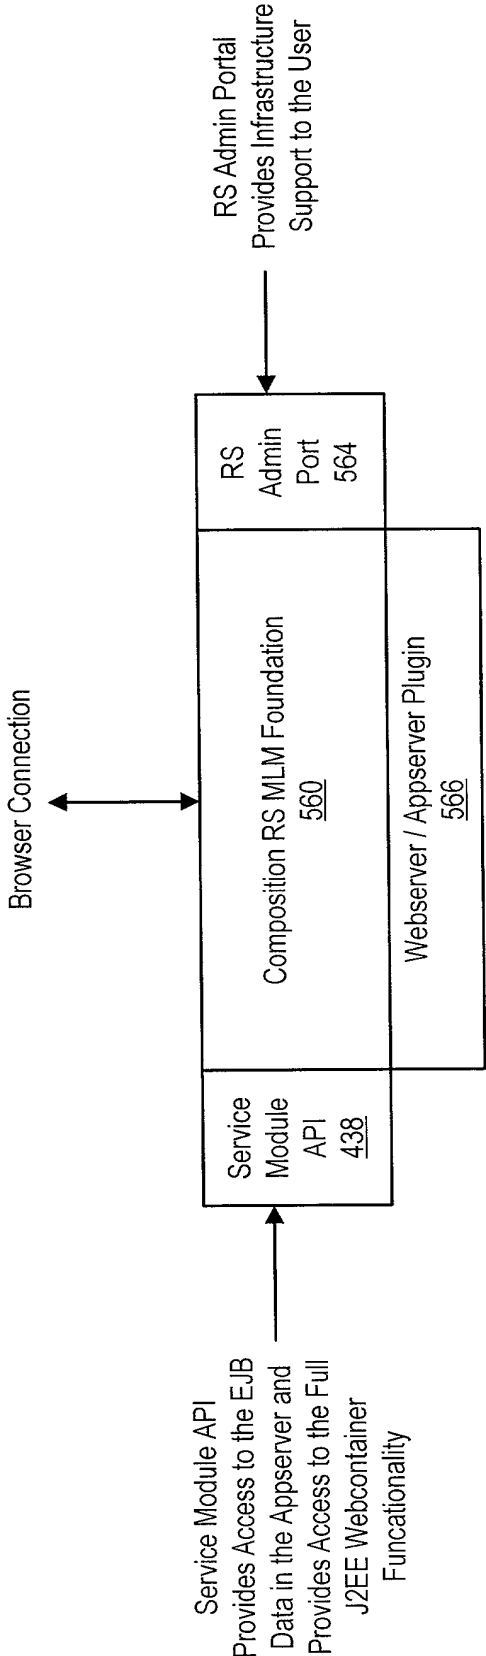 Browser Connection
Service Module API
Provides Access to the EJB
Data in the Appserver and
Provides Access to the Full
J2EE Webcontainer
Funcationality
Service
Module
API
438
Composition RS MLM Foundation
560
RS
Admin
Port
564
RS Admin Portal
Provides Infrastructure
Support to the User
Webserver / Appserver Plugin
566